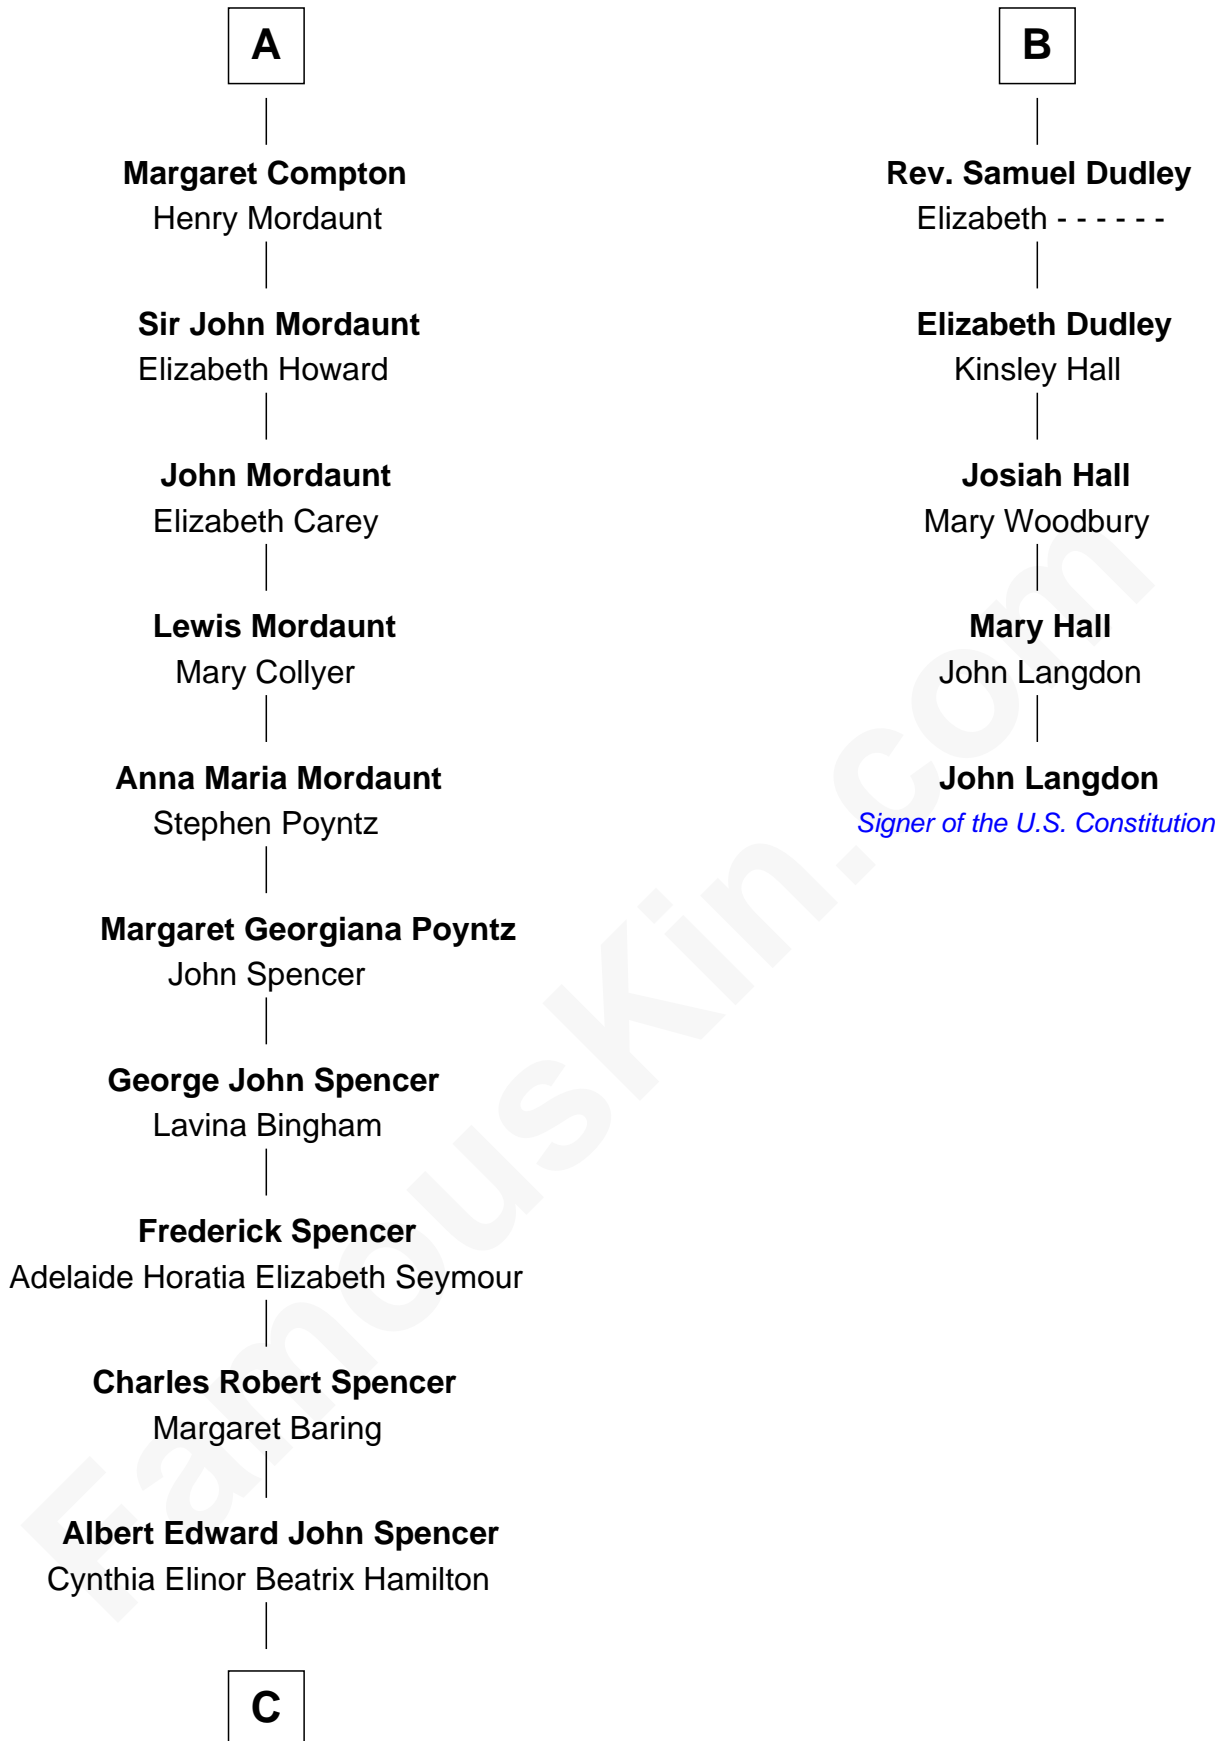 A
Margaret Compton
Henry Mordaunt
Sir John Mordaunt
Elizabeth Howard
John Mordaunt
Elizabeth Carey
Lewis Mordaunt
Mary Collyer
Anna Maria Mordaunt
Stephen Poyntz
Margaret Georgiana Poyntz
John Spencer
George John Spencer
Lavina Bingham
Frederick Spencer
Adelaide Horatia Elizabeth Seymour
Charles Robert Spencer
Margaret Baring
Albert Edward John Spencer
Cynthia Elinor Beatrix Hamilton
C
B
Rev. Samuel Dudley
Elizabeth - - - - - -
Elizabeth Dudley
Kinsley Hall
Josiah Hall
Mary Woodbury
Mary Hall
John Langdon
John Langdon
Signer of the U.S. Constitution
FamousKin.com